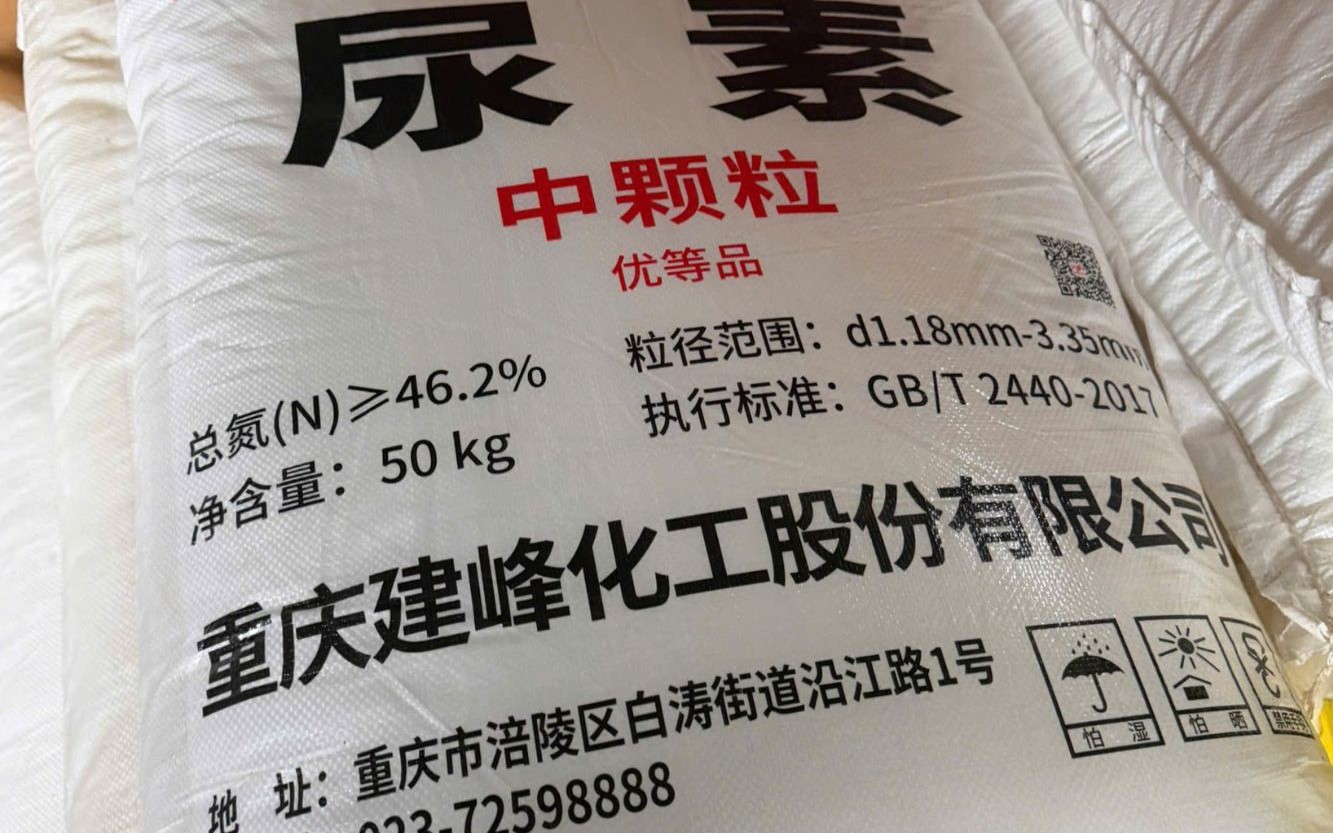 尿素
中颗粒
优等品
总氮(N)≥46.2% 粒径范围：d1.18mm-3.35mm
净含量：50 kg 执行标准：GB/T 2440-2017
重庆建峰化工股份有限公司
地 址：重庆市涪陵区白涛街道沿江路1号
023-72598888
怕 湿
怕 晒